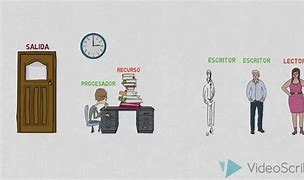 SALIDA
RECURSO
PROCESADOR
ESCRITOR
ESCRITOR
LECTOR
VideoScri